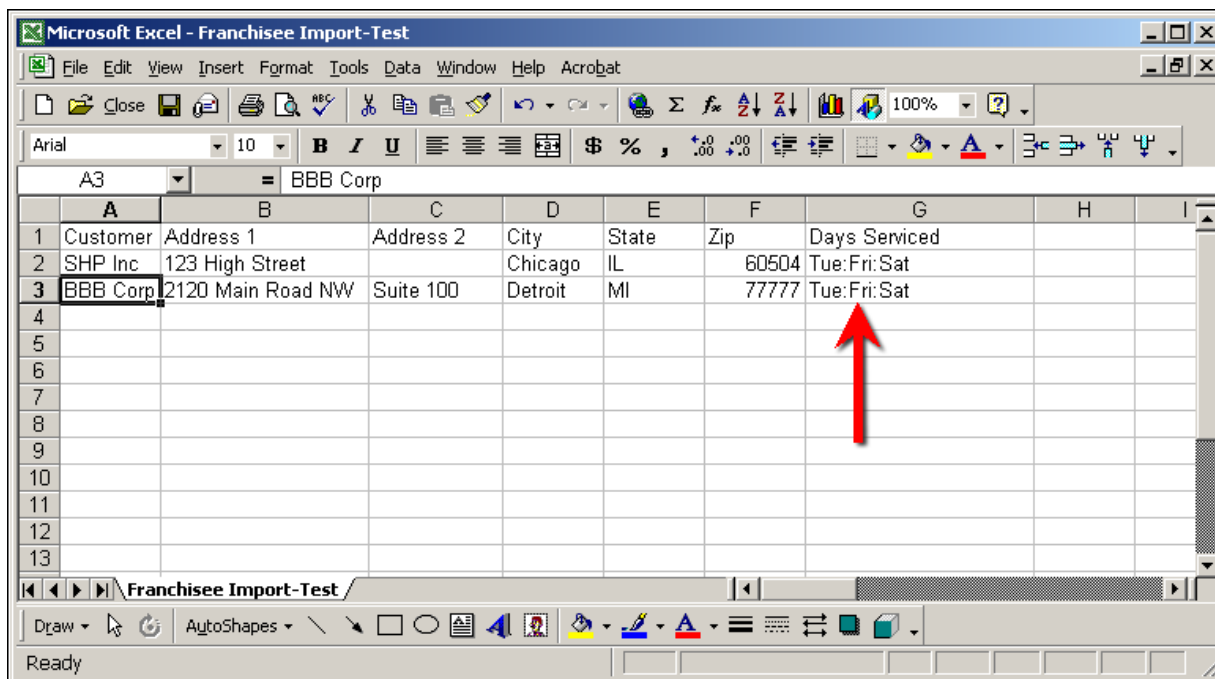 Microsoft Excel - Franchisee Import-Test
File Edit View Insert Format Tools Data Window Help Acrobat
Close ABC Σ fx 100%
Arial 10 B I U $ % ,
A3 = BBB Corp
A B C D E F G H I
1 Customer Address 1 Address 2 City State Zip Days Serviced
2 SHP Inc 123 High Street Chicago IL 60504 Tue:Fri:Sat
3 BBB Corp 2120 Main Road NW Suite 100 Detroit MI 77777 Tue:Fri:Sat
4
5
6
7
8
9
10
11
12
13
Franchisee Import-Test
Draw AutoShapes
Ready